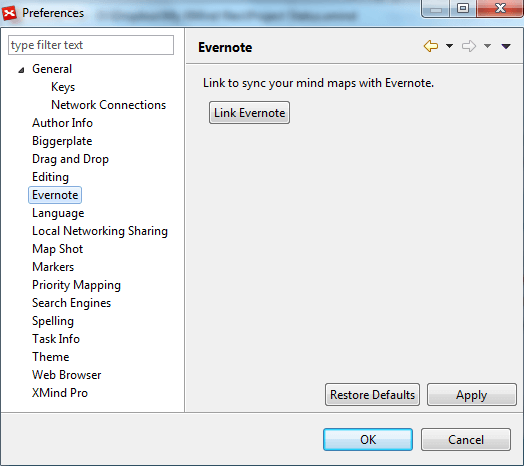 Preferences
type filter text
General
Keys
Network Connections
Author Info
Biggerplate
Drag and Drop
Editing
Evernote
Language
Local Networking Sharing
Map Shot
Markers
Priority Mapping
Search Engines
Spelling
Task Info
Theme
Web Browser
XMind Pro
Evernote
Link to sync your mind maps with Evernote.
Link Evernote
Restore Defaults
Apply
OK
Cancel